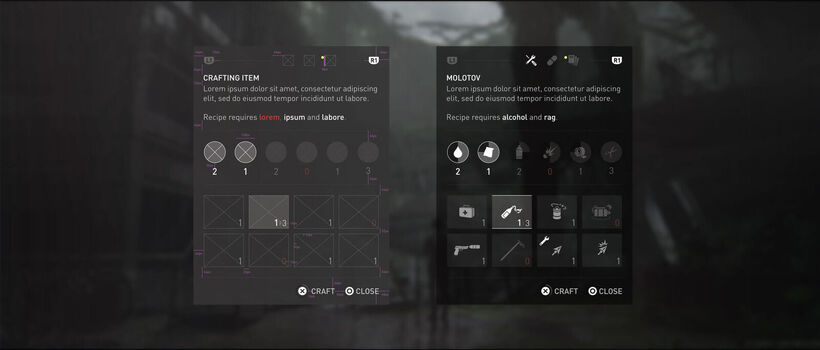 L1
R1
CRAFTING ITEM
Lorem ipsum dolor sit amet, consectetur adipiscing
elit, sed do eiusmod tempor incididunt ut labore.
Recipe requires lorem, ipsum and labore.
2 1 2 0 1 3
1 1/3 1 0
1 0 1 1
CRAFT CLOSE
L1
R1
MOLOTOV
Lorem ipsum dolor sit amet, consectetur adipiscing
elit, sed do eiusmod tempor incididunt ut labore.
Recipe requires alcohol and rag.
2 1 2 0 1 3
1 1/3 1 0
1 0 1 1
CRAFT CLOSE